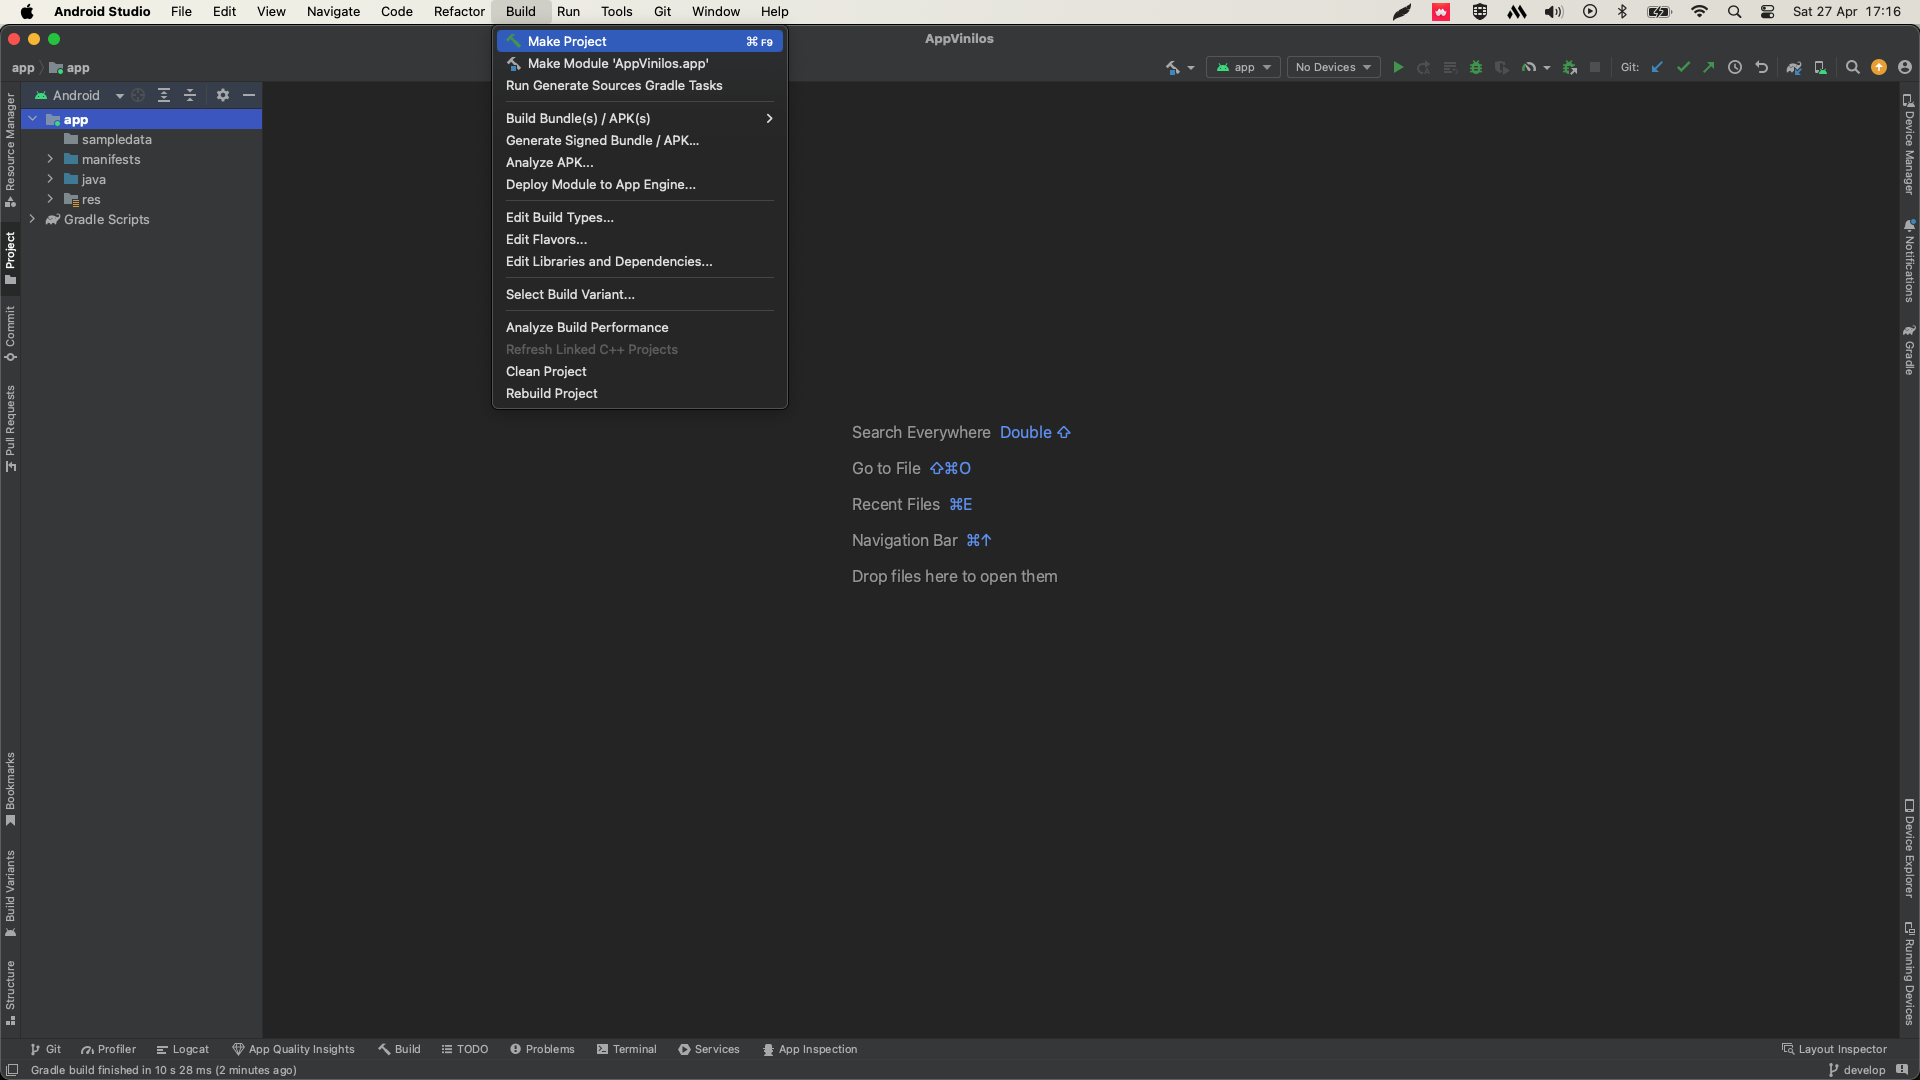 Android Studio File Edit View Navigate Code Refactor Build Run Tools Git Window Help Sat 27 Apr 17:16
AppVinilos
app app
app No Devices Git:
Make Project ⌘ F9
Make Module 'AppVinilos.app'
Run Generate Sources Gradle Tasks
Build Bundle(s) / APK(s)
Generate Signed Bundle / APK...
Analyze APK...
Deploy Module to App Engine...
Edit Build Types...
Edit Flavors...
Edit Libraries and Dependencies...
Select Build Variant...
Analyze Build Performance
Refresh Linked C++ Projects
Clean Project
Rebuild Project
Android
app
sampledata
manifests
java
res
Gradle Scripts
Resource Manager
Project
Commit
Pull Requests
Bookmarks
Build Variants
Structure
Search Everywhere Double ⇧
Go to File ⇧⌘O
Recent Files ⌘E
Navigation Bar ⌘↑
Drop files here to open them
Device Manager
Notifications
Gradle
Device Explorer
Running Devices
Git Profiler Logcat App Quality Insights Build TODO Problems Terminal Services App Inspection Layout Inspector
Gradle build finished in 10 s 28 ms (2 minutes ago) develop